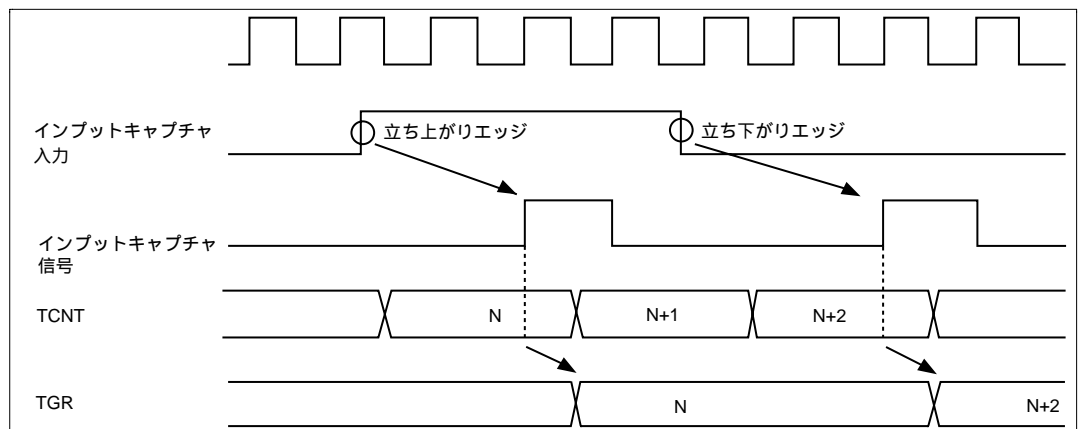 インプットキャプチャ
入力
立ち上がりエッジ
立ち下がりエッジ
インプットキャプチャ
信号
TCNT
N
N+1
N+2
TGR
N
N+2